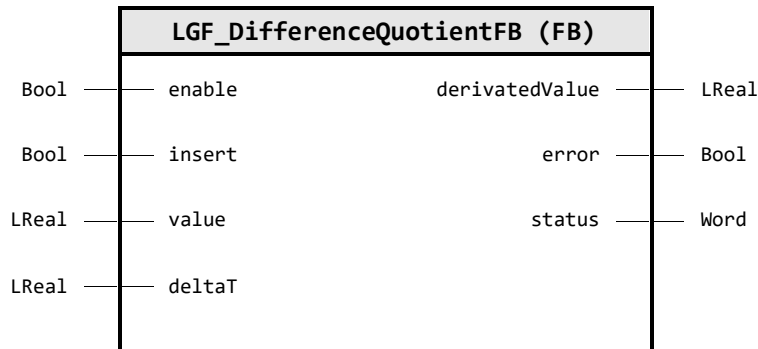 LGF_DifferenceQuotientFB (FB)
Bool enable derivatedValue LReal
Bool insert error Bool
LReal value status Word
LReal deltaT